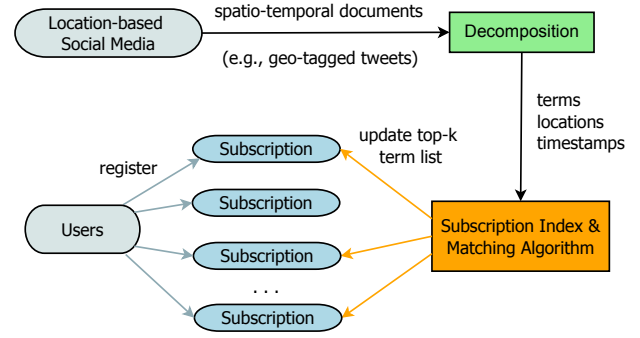 Location-based
Social Media
spatio-temporal documents
(e.g., geo-tagged tweets)
Decomposition
terms
locations
timestamps
update top-k
term list
register
Subscription
Subscription
Subscription
. . .
Subscription
Users
Subscription Index &
Matching Algorithm